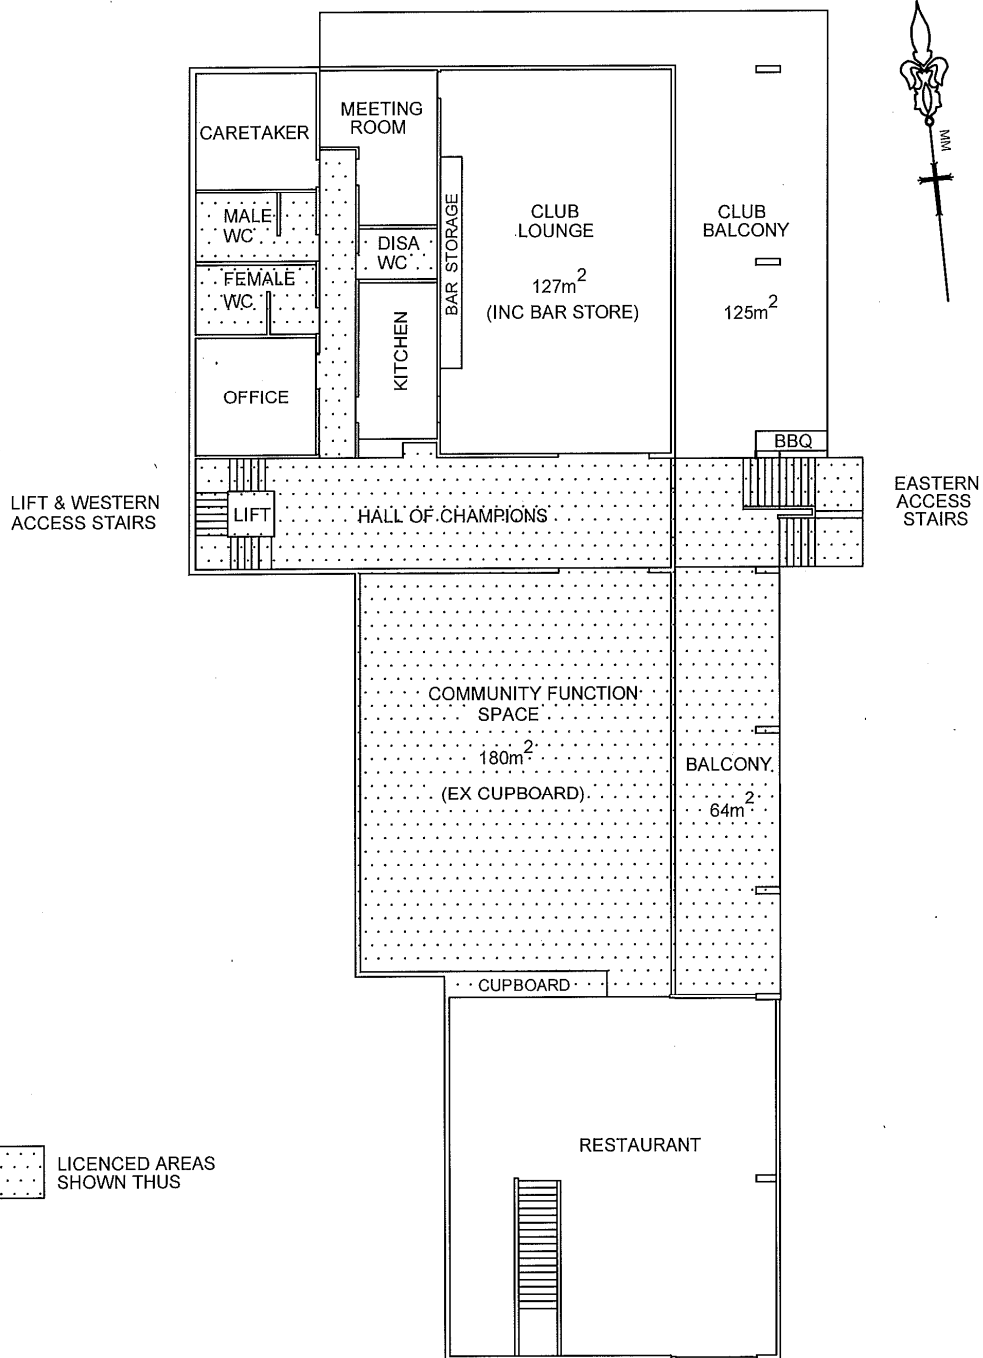 MM
CARETAKER
MEETING
ROOM
MALE
WC
FEMALE
WC
DISA
WC
OFFICE
KITCHEN
BAR STORAGE
CLUB
LOUNGE
127m²
(INC BAR STORE)
CLUB
BALCONY
125m²
BBQ
LIFT & WESTERN
ACCESS STAIRS
LIFT
HALL OF CHAMPIONS
EASTERN
ACCESS
STAIRS
COMMUNITY FUNCTION
SPACE
180m²
(EX CUPBOARD)
BALCONY
64m²
CUPBOARD
RESTAURANT
LICENCED AREAS
SHOWN THUS